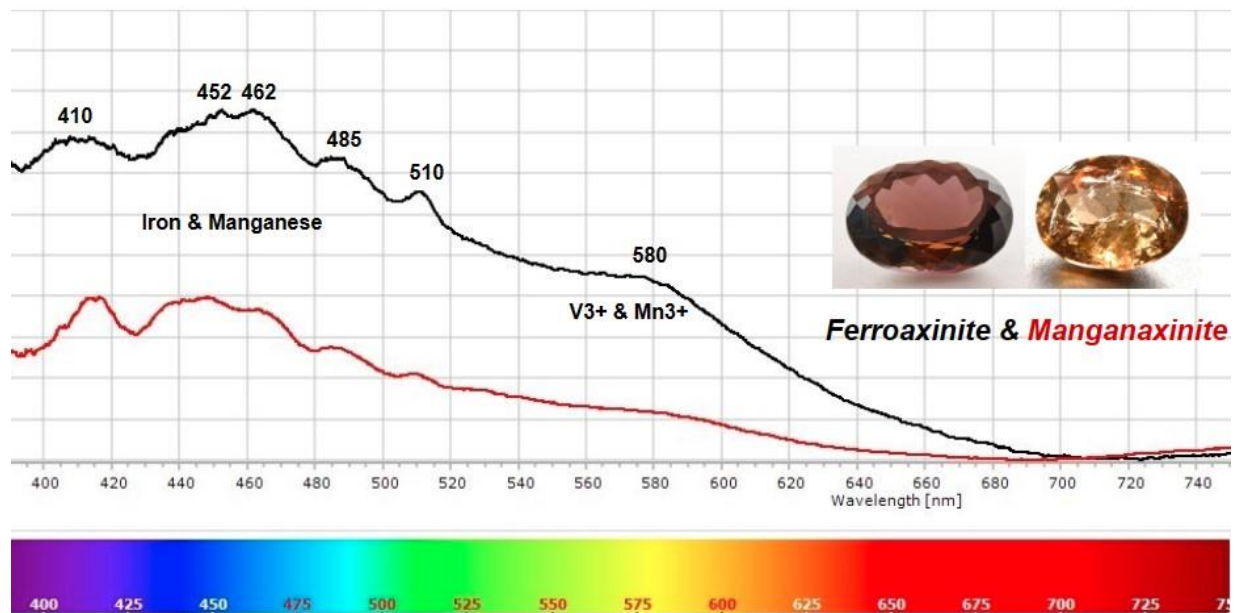 452 462
410
485
510
Iron & Manganese
580
V3+ & Mn3+
Ferroaxinite & Manganaxinite
400 420 440 460 480 500 520 540 560 580 600 620 640 660 680 700 720 740
Wavelength [nm]
400 425 450 475 500 525 550 575 600 625 650 675 700 725